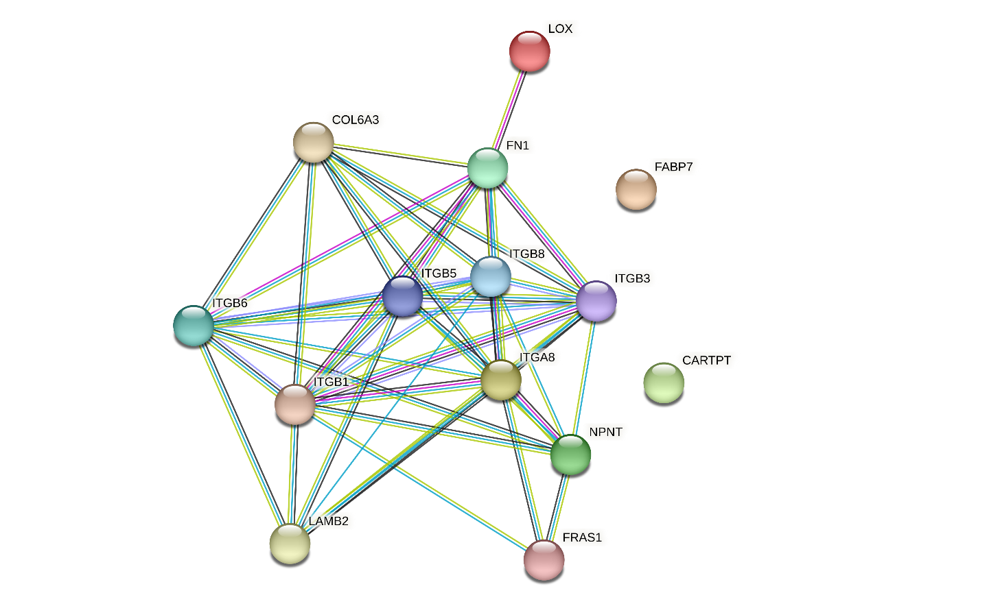 LOX
COL6A3
FN1
FABP7
ITGB8
ITGB5
ITGB3
ITGB6
ITGA8
CARTPT
ITGB1
NPNT
LAMB2
FRAS1